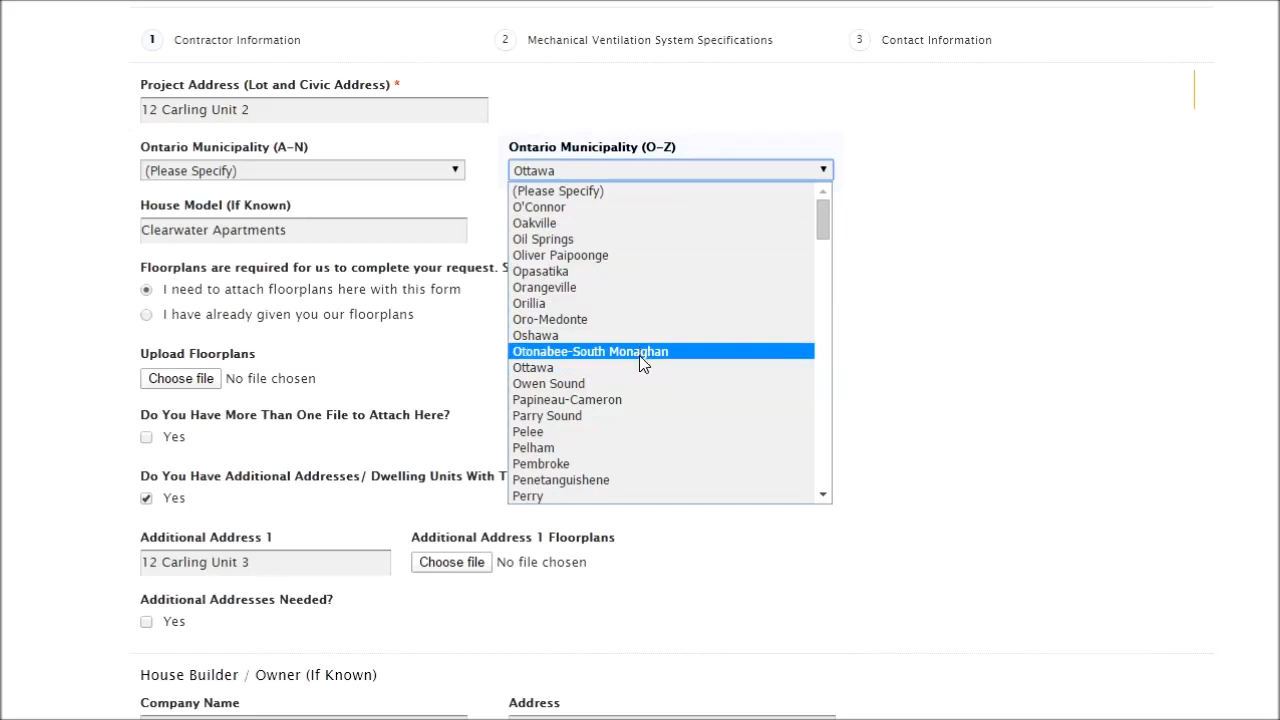 1 Contractor Information
2 Mechanical Ventilation System Specifications
3 Contact Information
Project Address (Lot and Civic Address) *
12 Carling Unit 2
Ontario Municipality (A-N)
(Please Specify)
Ontario Municipality (O-Z)
Ottawa
(Please Specify)
O'Connor
Oakville
Oil Springs
Oliver Paipoonge
Opasatika
Orangeville
Orillia
Oro-Medonte
Oshawa
Otonabee-South Monaghan
Ottawa
Owen Sound
Papineau-Cameron
Parry Sound
Pelee
Pelham
Pembroke
Penetanguishene
Perry
House Model (If Known)
Clearwater Apartments
Floorplans are required for us to complete your request. S
I need to attach floorplans here with this form
I have already given you our floorplans
Upload Floorplans
Choose file No file chosen
Do You Have More Than One File to Attach Here?
Yes
Do You Have Additional Addresses/ Dwelling Units With T
Yes
Additional Address 1
12 Carling Unit 3
Additional Address 1 Floorplans
Choose file No file chosen
Additional Addresses Needed?
Yes
House Builder / Owner (If Known)
Company Name
Address